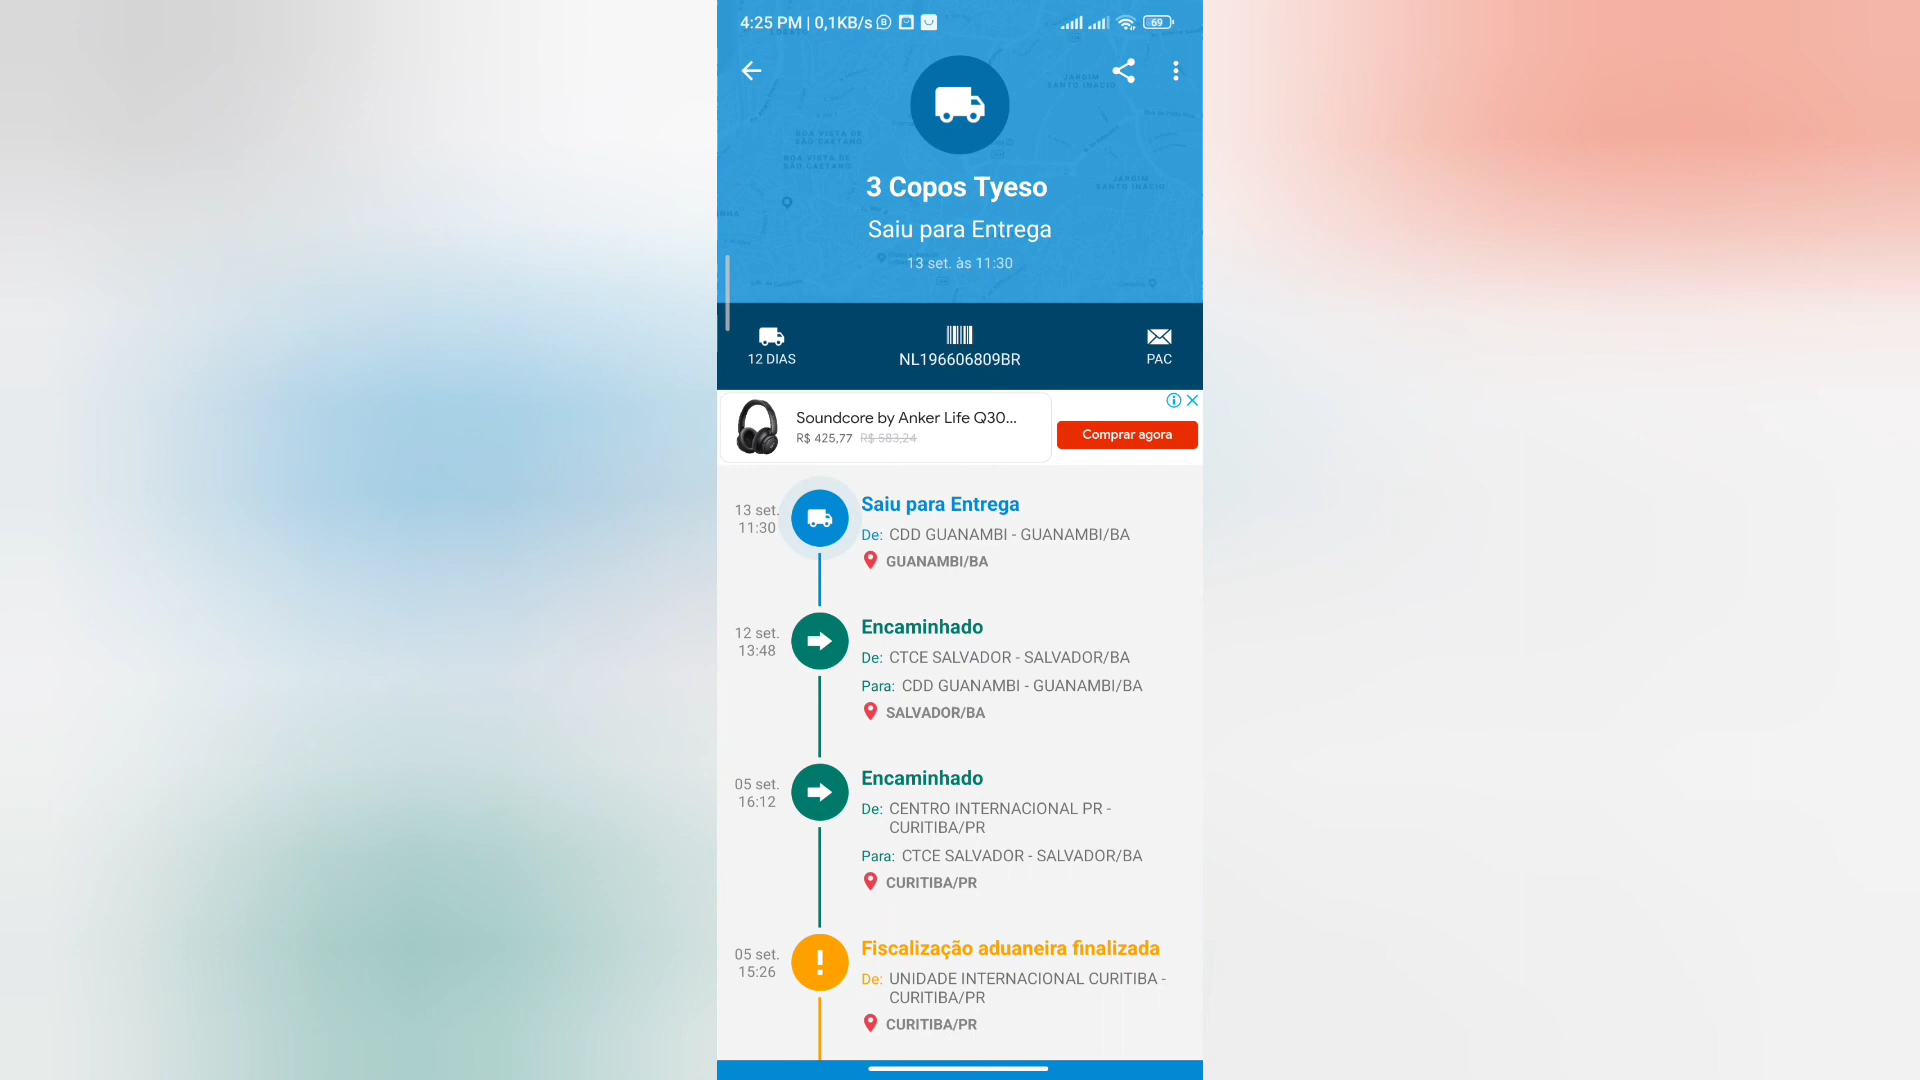 4:25 PM | 0,1KB/s
69
3 Copos Tyeso
Saiu para Entrega
13 set. às 11:30
12 DIAS
NL196606809BR
PAC
Soundcore by Anker Life Q30...
R$ 425,77 R$ 583,24
Comprar agora
13 set.
11:30
Saiu para Entrega
De: CDD GUANAMBI - GUANAMBI/BA
GUANAMBI/BA
12 set.
13:48
Encaminhado
De: CTCE SALVADOR - SALVADOR/BA
Para: CDD GUANAMBI - GUANAMBI/BA
SALVADOR/BA
05 set.
16:12
Encaminhado
De: CENTRO INTERNACIONAL PR -
CURITIBA/PR
Para: CTCE SALVADOR - SALVADOR/BA
CURITIBA/PR
05 set.
15:26
Fiscalização aduaneira finalizada
De: UNIDADE INTERNACIONAL CURITIBA -
CURITIBA/PR
CURITIBA/PR